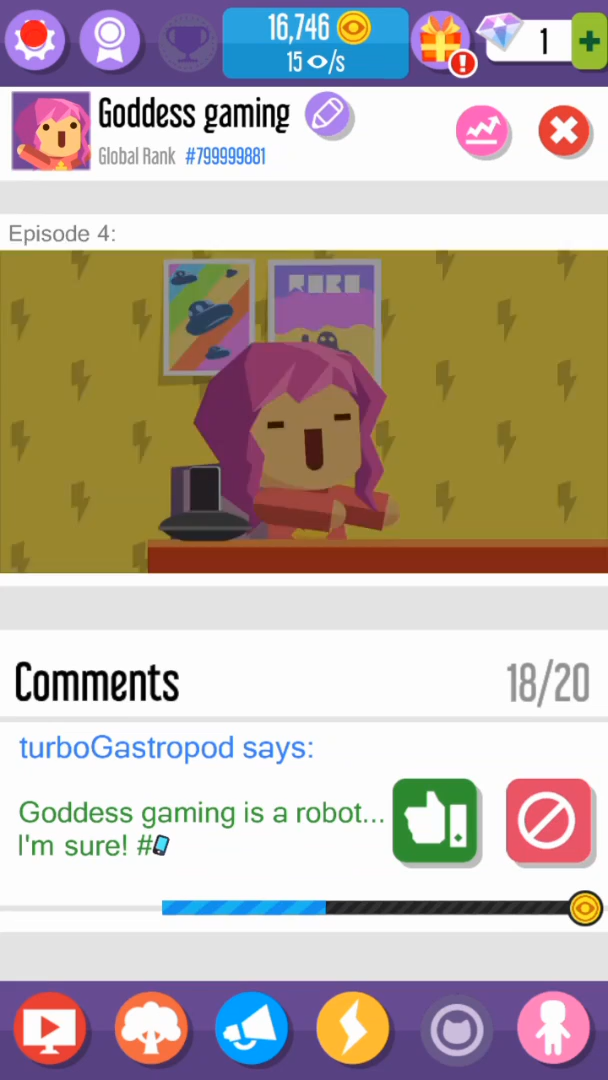 16,746
15 /s
1
Goddess gaming
Global Rank #799999881
Episode 4:
Comments 18/20
turboGastropod says:
Goddess gaming is a robot...
I'm sure! #